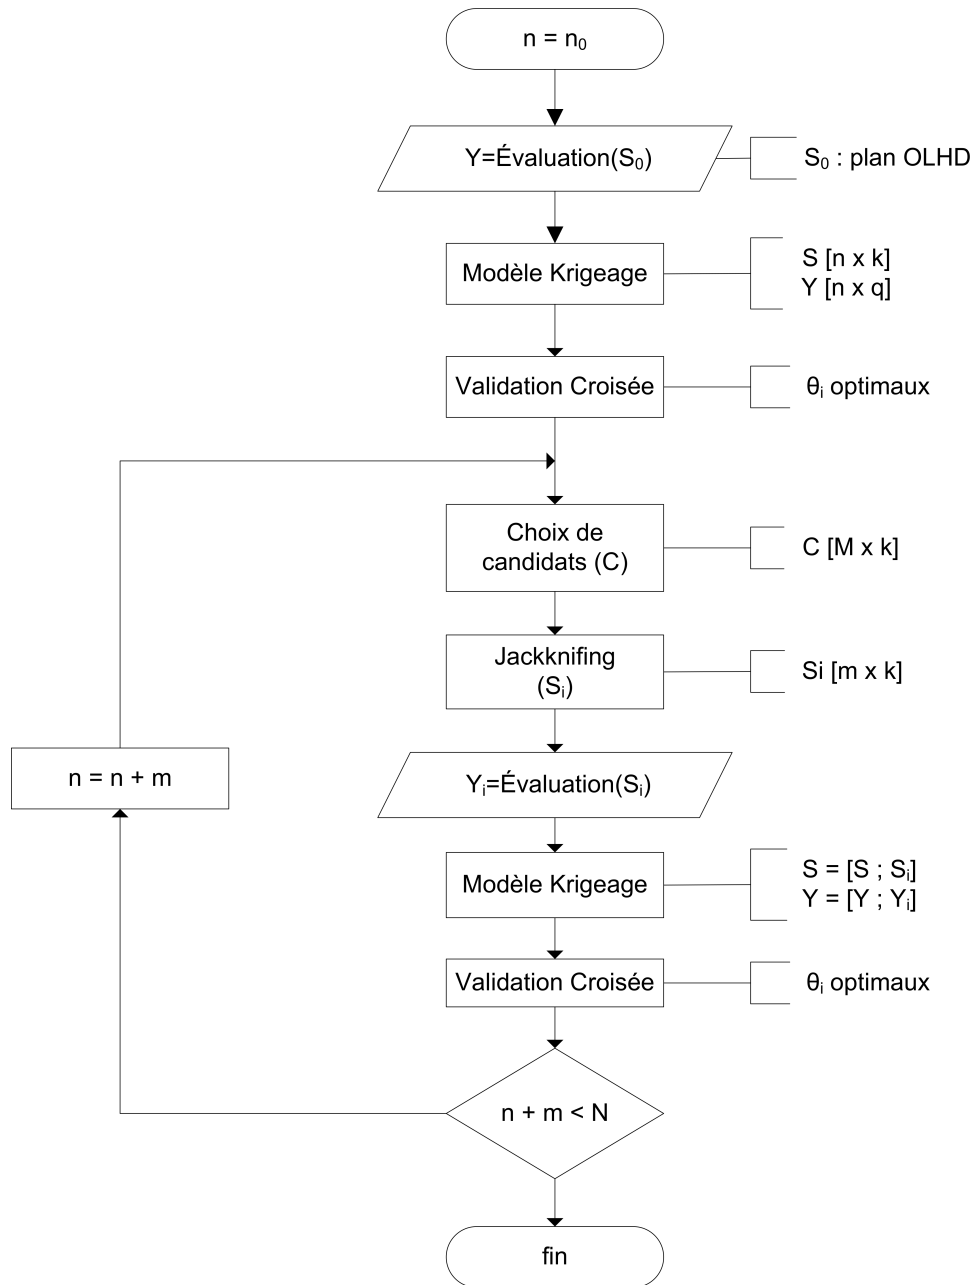 n = n₀
Y=Évaluation(S₀)
S₀ : plan OLHD
Modèle Krigeage
S [n x k]
Y [n x q]
Validation Croisée
θᵢ optimaux
Choix de
candidats (C)
C [M x k]
Jackknifing
(Sᵢ)
Si [m x k]
n = n + m
Yᵢ=Évaluation(Sᵢ)
Modèle Krigeage
S = [S ; Sᵢ]
Y = [Y ; Yᵢ]
Validation Croisée
θᵢ optimaux
n + m < N
fin